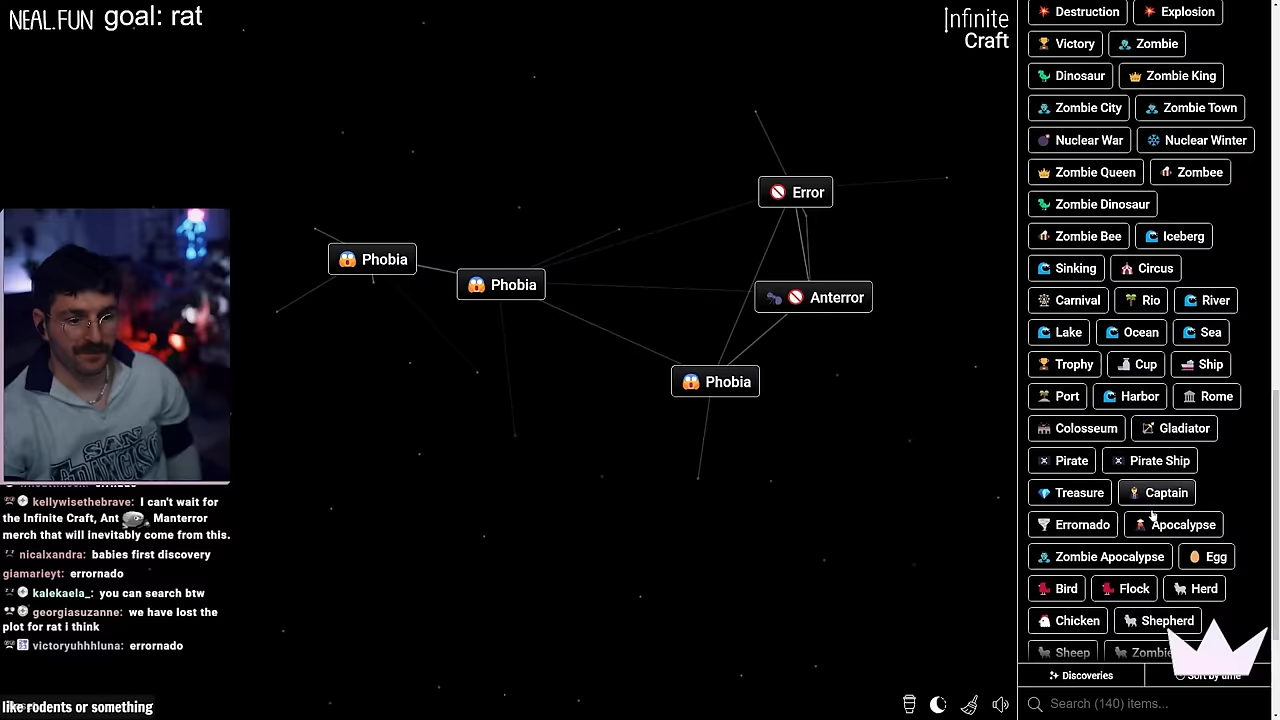 NEAL.FUN goal: rat
Infinite
Craft
Error
Phobia
Phobia
Anterror
Phobia
kellywisethebrave: I can't wait for
the Infinite Craft, Ant Manterror
merch that will inevitably come from this.
nicalxandra: babies first discovery
giamarieyt: errornado
kalekaela_: you can search btw
georgiasuzanne: we have lost the
plot for rat i think
victoryuhhhluna: errornado
like rodents or something
Destruction Explosion
Victory Zombie
Dinosaur Zombie King
Zombie City Zombie Town
Nuclear War Nuclear Winter
Zombie Queen Zombee
Zombie Dinosaur
Zombie Bee Iceberg
Sinking Circus
Carnival Rio River
Lake Ocean Sea
Trophy Cup Ship
Port Harbor Rome
Colosseum Gladiator
Pirate Pirate Ship
Treasure Captain
Erromado Apocalypse
Zombie Apocalypse Egg
Bird Flock Herd
Chicken Shepherd
Sheep Zombie
Discoveries Sort by time
Search (140) items...